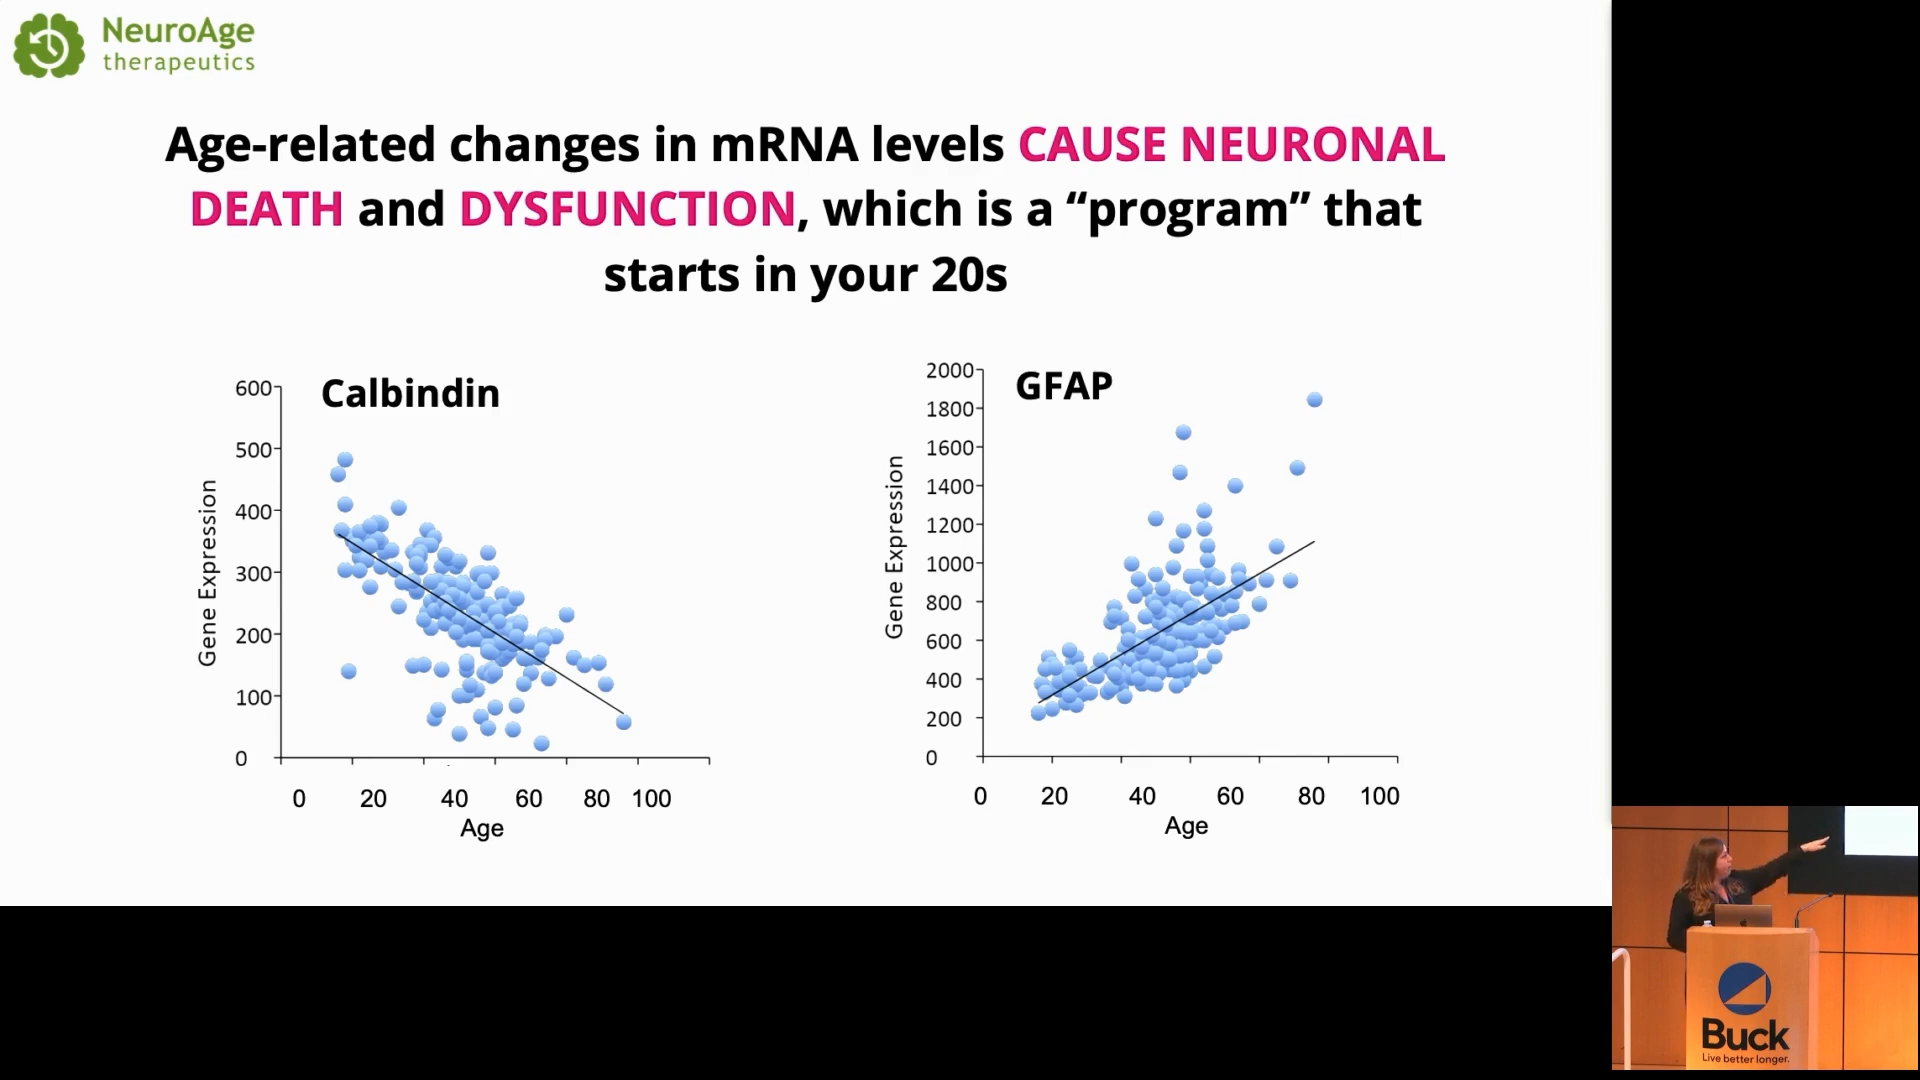 NeuroAge
therapeutics
Age-related changes in mRNA levels CAUSE NEURONAL
DEATH and DYSFUNCTION, which is a “program” that
starts in your 20s
Calbindin
600
500
400
300
200
100
0
Gene Expression
0 20 40 60 80 100
Age
GFAP
2000
1800
1600
1400
1200
1000
800
600
400
200
0
Gene Expression
0 20 40 60 80 100
Age
Buck
Live better longer.